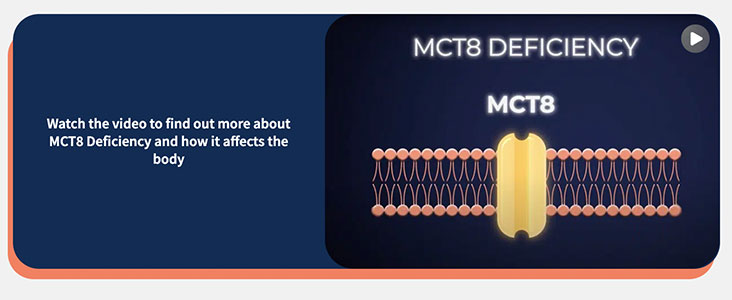 Watch the video to find out more about
MCT8 Deficiency and how it affects the
body
MCT8 DEFICIENCY
MCT8